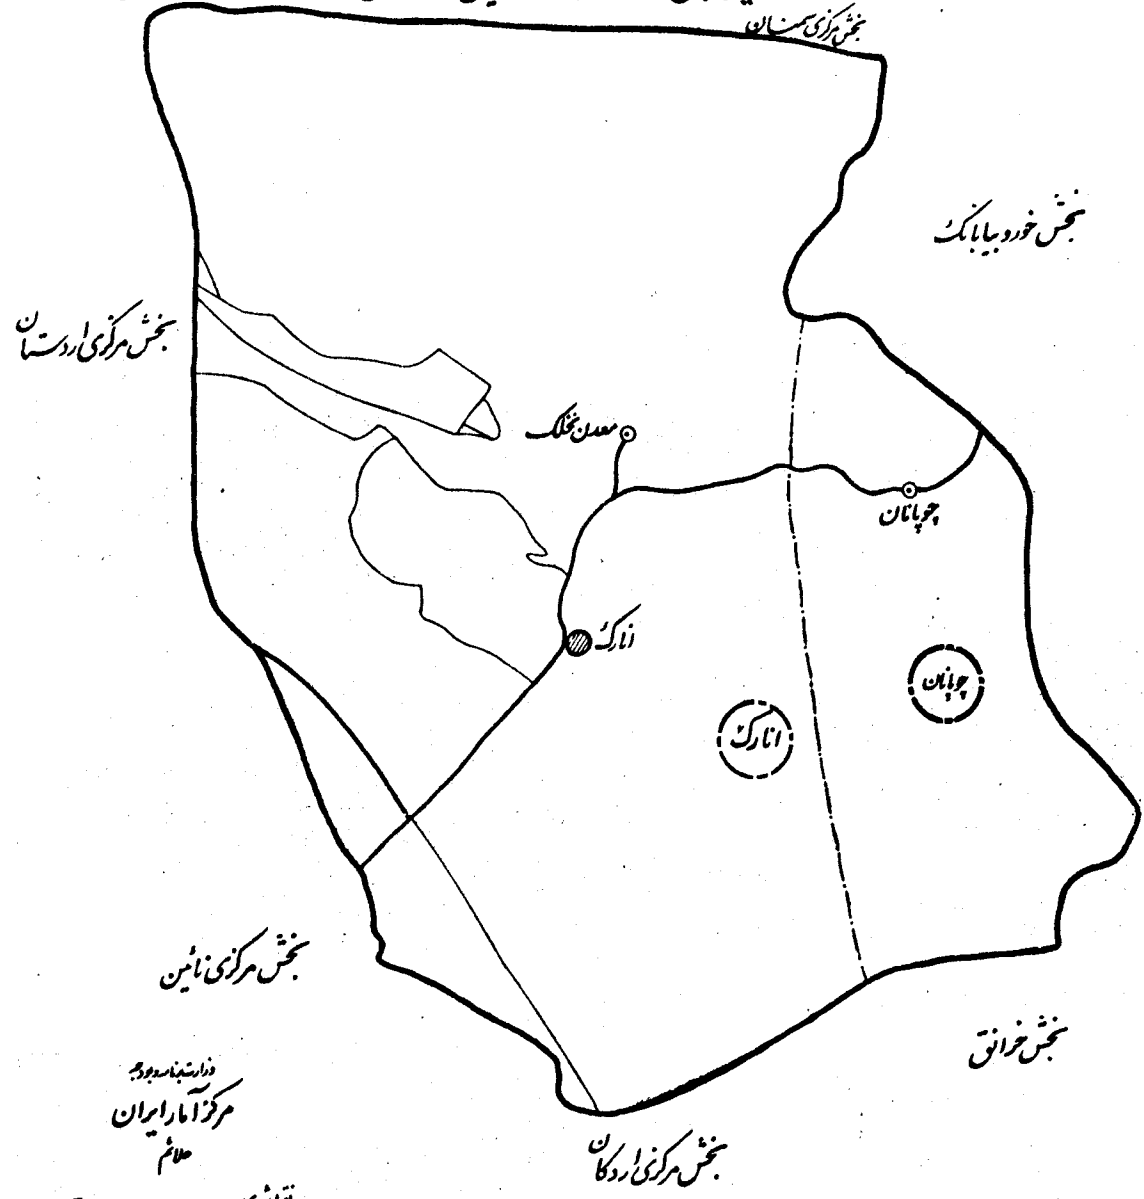 بخش مرکزی سمنان
بخش خور و بیابانک
بخش مرکزی اردستان
معدن نخلک
چوپانان
انارک
چوپانان
انارک
بخش مرکزی نائین
بخش خرانق
وزارت برنامه و بودجه
مرکز آمار ایران
علائم
بخش مرکزی اردکان